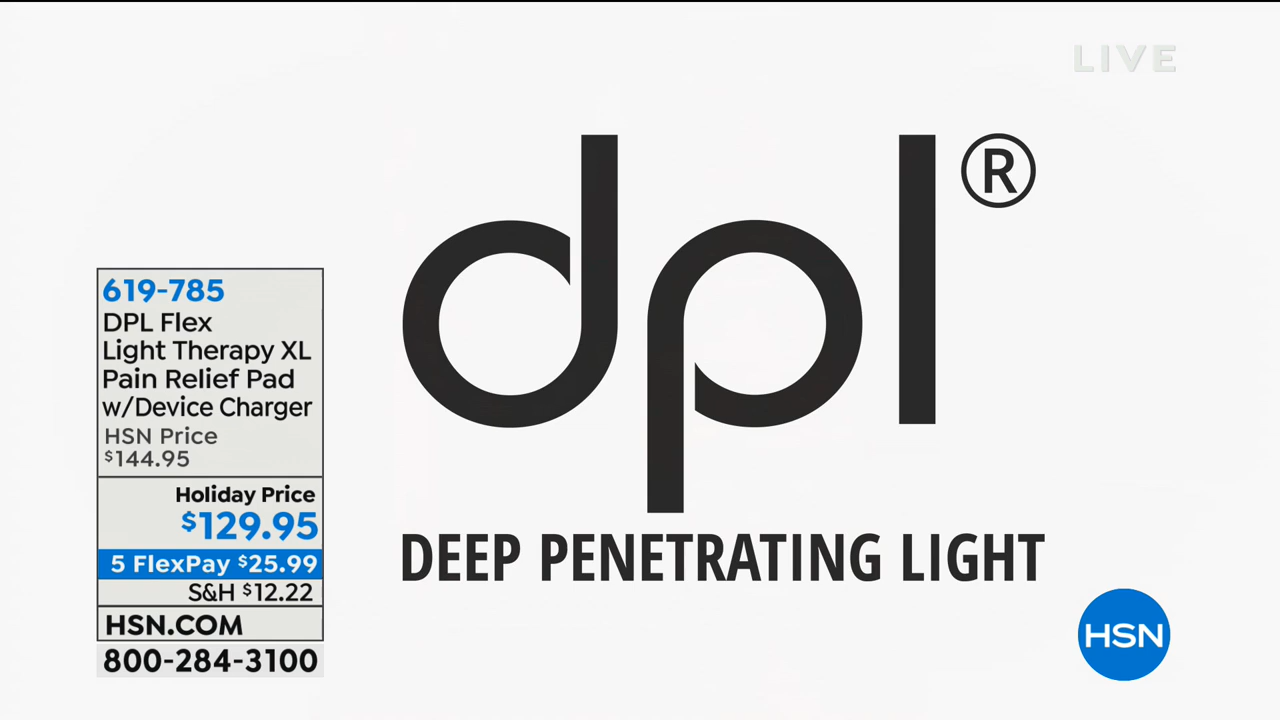 LIVE
dpl®
DEEP PENETRATING LIGHT
619-785
DPL Flex
Light Therapy XL
Pain Relief Pad
w/Device Charger
HSN Price
$144.95
Holiday Price
$129.95
5 FlexPay $25.99
S&H $12.22
HSN.COM
800-284-3100
HSN